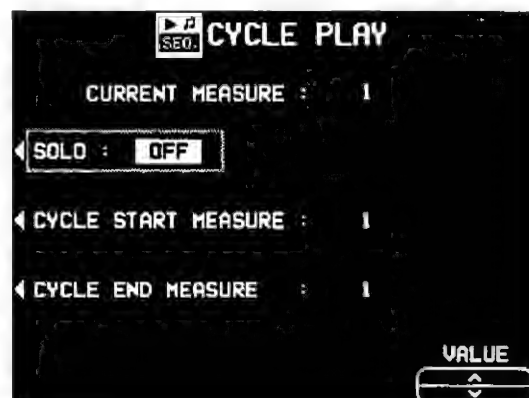 SEQ. CYCLE PLAY
CURRENT MEASURE : 1
SOLO : OFF
CYCLE START MEASURE : 1
CYCLE END MEASURE : 1
VALUE